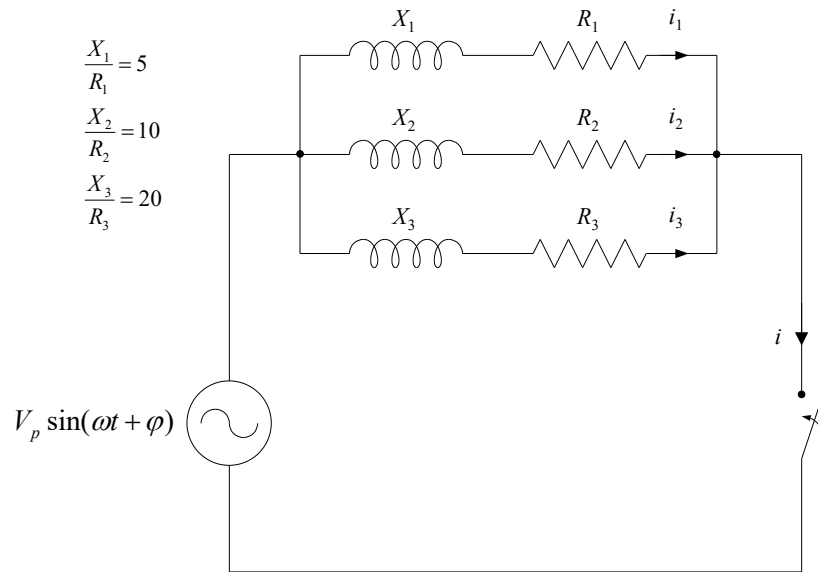 X₁
R₁
i₁
X₁/R₁ = 5
X₂
R₂
i₂
X₂/R₂ = 10
X₃/R₃ = 20
X₃
R₃
i₃
i
Vₚ sin(ωt + φ)